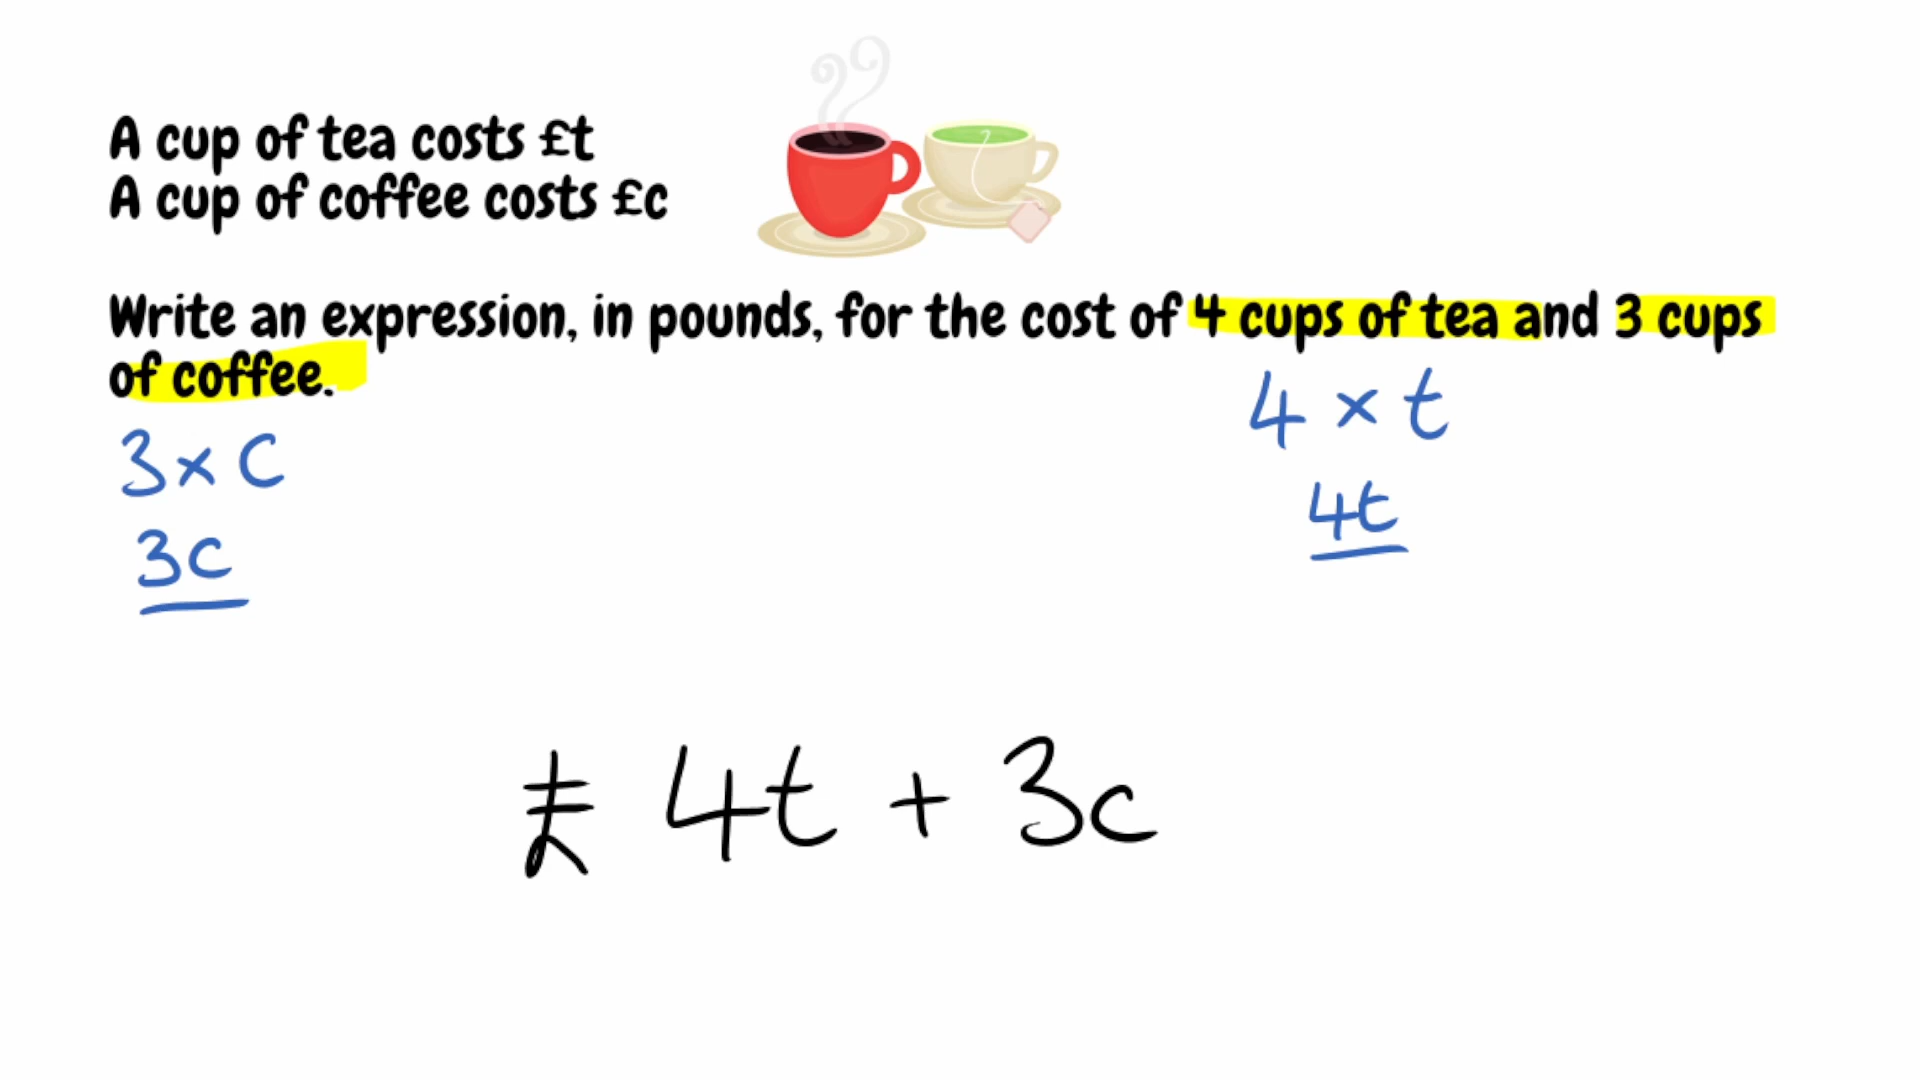 A cup of tea costs £t
A cup of coffee costs £c
Write an expression, in pounds, for the cost of 4 cups of tea and 3 cups
of coffee.
4 × t
3 × c
4t
3c
£ 4t + 3c